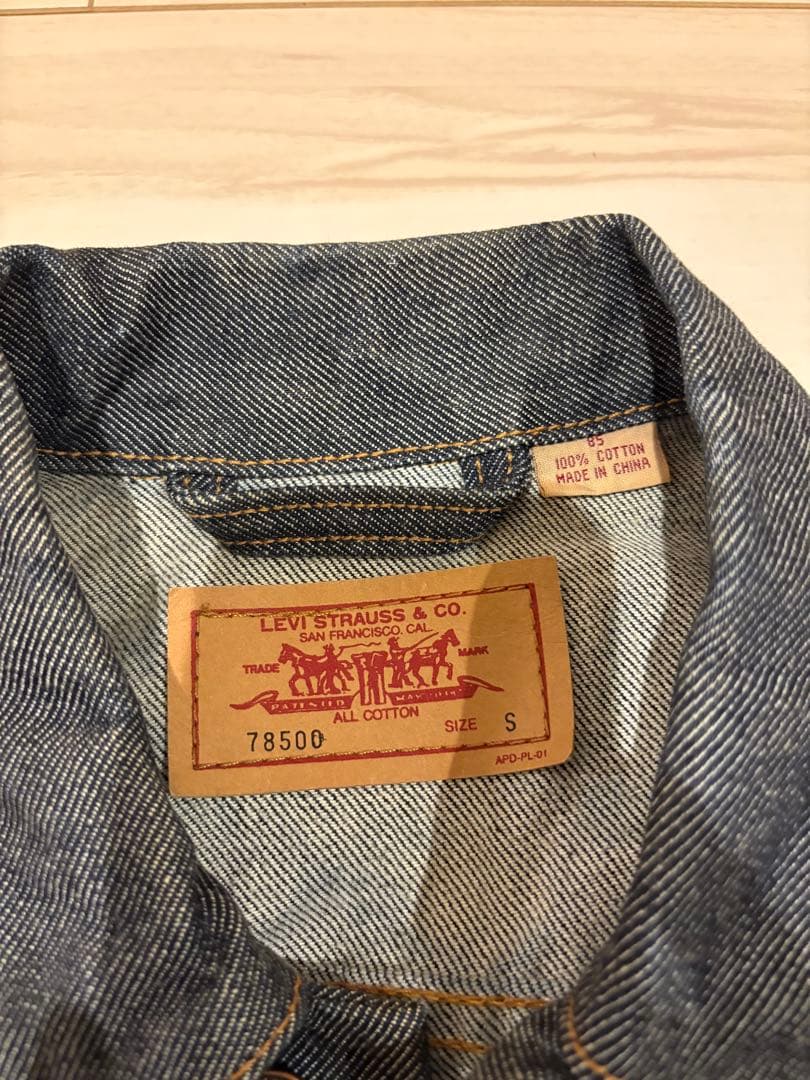 85
100% COTTON
MADE IN CHINA
LEVI STRAUSS & CO.
SAN FRANCISCO, CAL.
TRADE MARK
PATENTED
ALL COTTON
78500 SIZE S
APD-PL-01